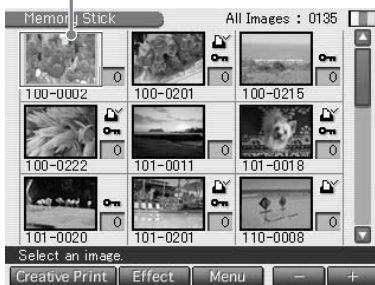 Memory Stick All Images : 0135
0 0 0
100-0002 100-0201 100-0215
0 0 0
100-0222 101-0011 101-0018
0 0 0
101-0020 101-0201 110-0008
Select an image.
Creative Print Effect Menu − +